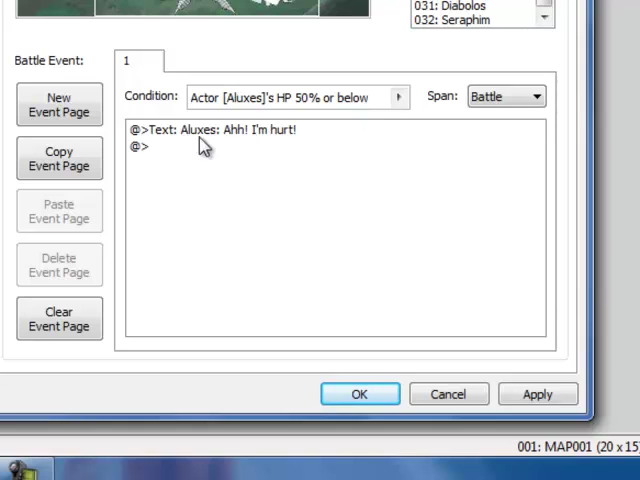 031: Diabolos
032: Seraphim
Battle Event:
1
New
Event Page
Condition:
Actor [Aluxes]'s HP 50% or below
Span:
Battle
@>Text: Aluxes: Ahh! I'm hurt!
@>
Copy
Event Page
Paste
Event Page
Delete
Event Page
Clear
Event Page
OK
Cancel
Apply
001: MAP001 (20 x 15)